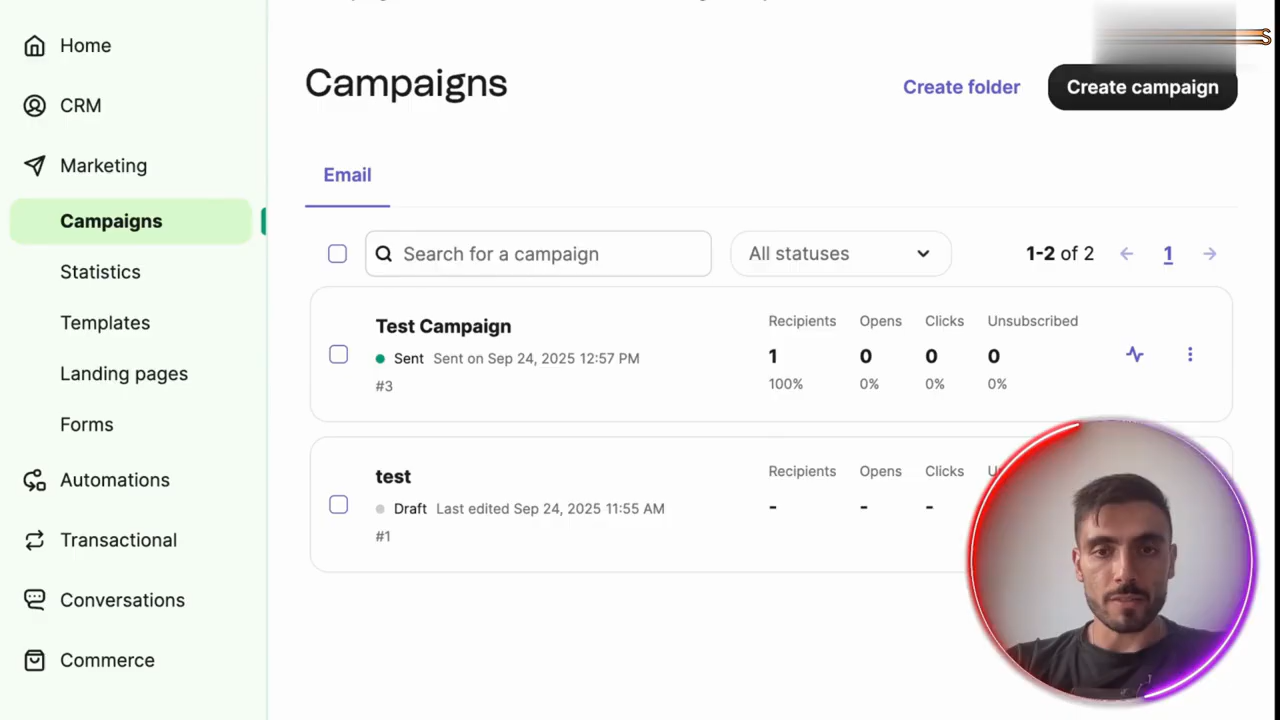 Home
CRM
Marketing
Campaigns
Statistics
Templates
Landing pages
Forms
Automations
Transactional
Conversations
Commerce
Campaigns
Create folder
Create campaign
Email
Search for a campaign
All statuses
1-2 of 2
1
Test Campaign
Sent Sent on Sep 24, 2025 12:57 PM
#3
Recipients Opens Clicks Unsubscribed
1 0 0 0
100% 0% 0% 0%
test
Draft Last edited Sep 24, 2025 11:55 AM
#1
Recipients Opens Clicks
- - -